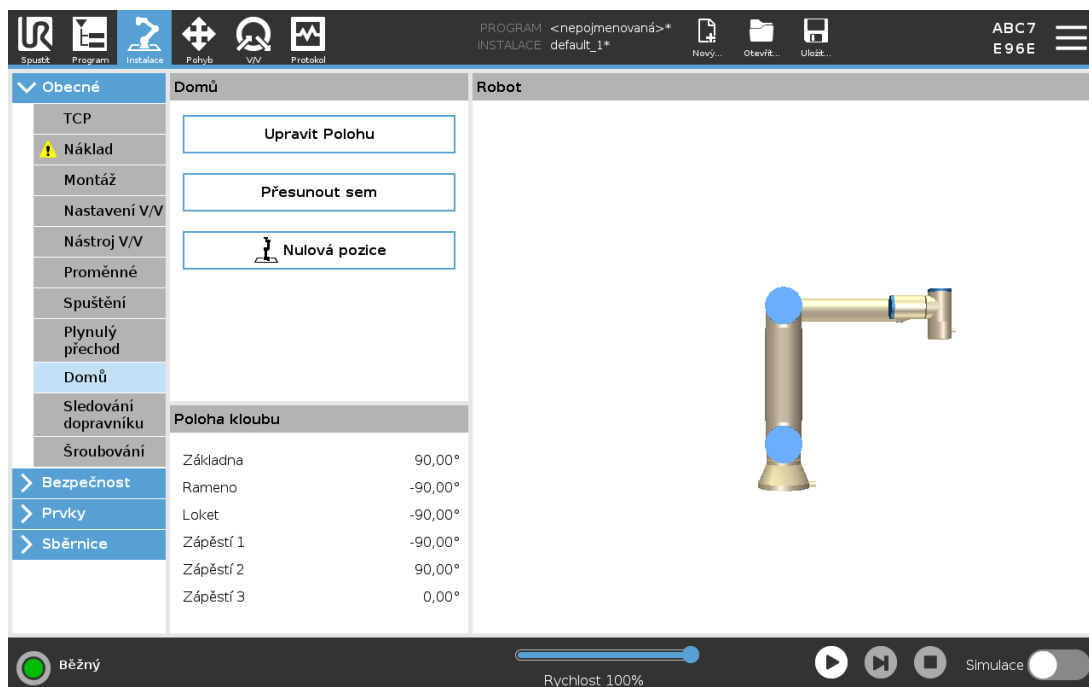 PROGRAM <nepojmenovaná>*
INSTALACE default_1*
ABC7
E96E
Spustit Program Instalace Pohyb V/V Protokol Nový... Otevřít... Uložit...
Obecné
TCP
Náklad
Montáž
Nastavení V/V
Nástroj V/V
Proměnné
Spuštění
Plynulý
přechod
Domů
Sledování
dopravníku
Šroubování
Bezpečnost
Prvky
Sběrnice
Domů
Upravit Polohu
Přesunout sem
Nulová pozice
Poloha kloubu
Základna 90,00°
Rameno -90,00°
Loket -90,00°
Zápěstí 1 -90,00°
Zápěstí 2 90,00°
Zápěstí 3 0,00°
Robot
Běžný
Rychlost 100%
Simulace